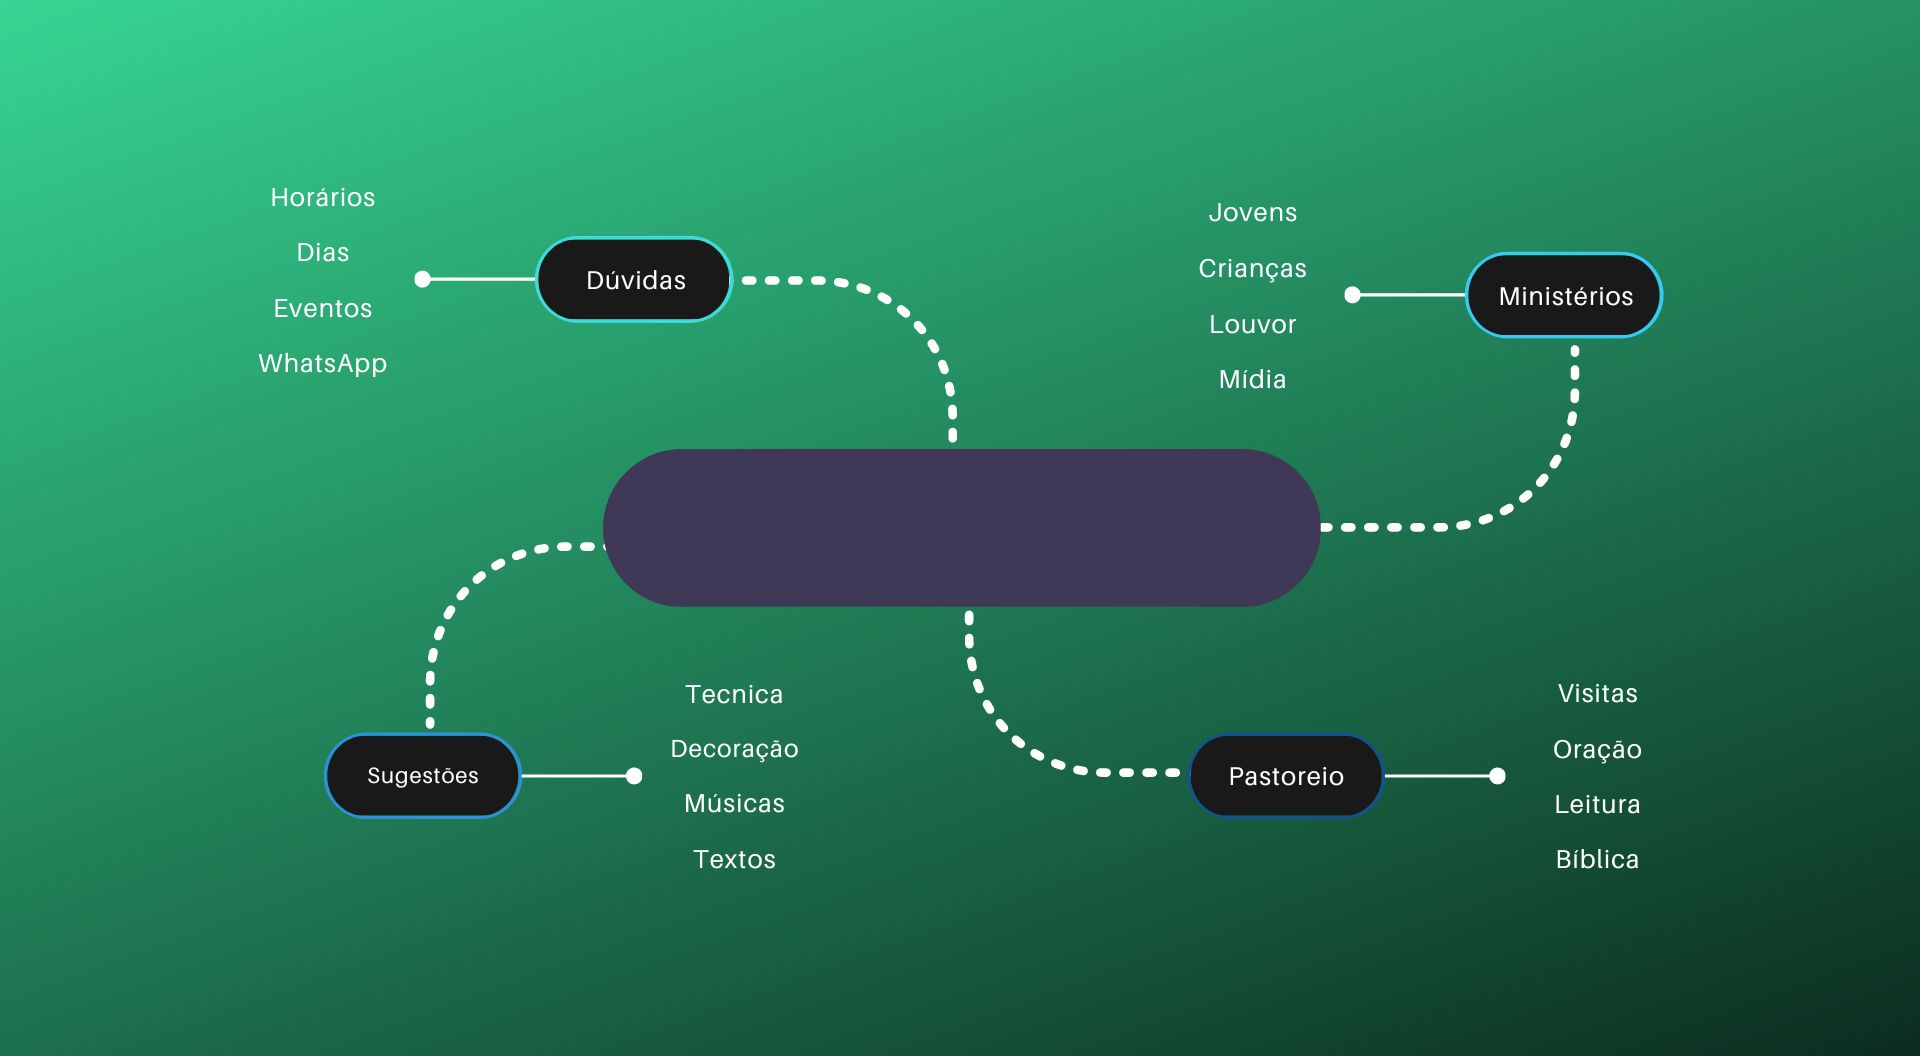 Horários
Dias
Eventos
WhatsApp
Dúvidas
Jovens
Crianças
Louvor
Mídia
Ministérios
Sugestões
Tecnica
Decoração
Músicas
Textos
Pastoreio
Visitas
Oração
Leitura
Bíblica